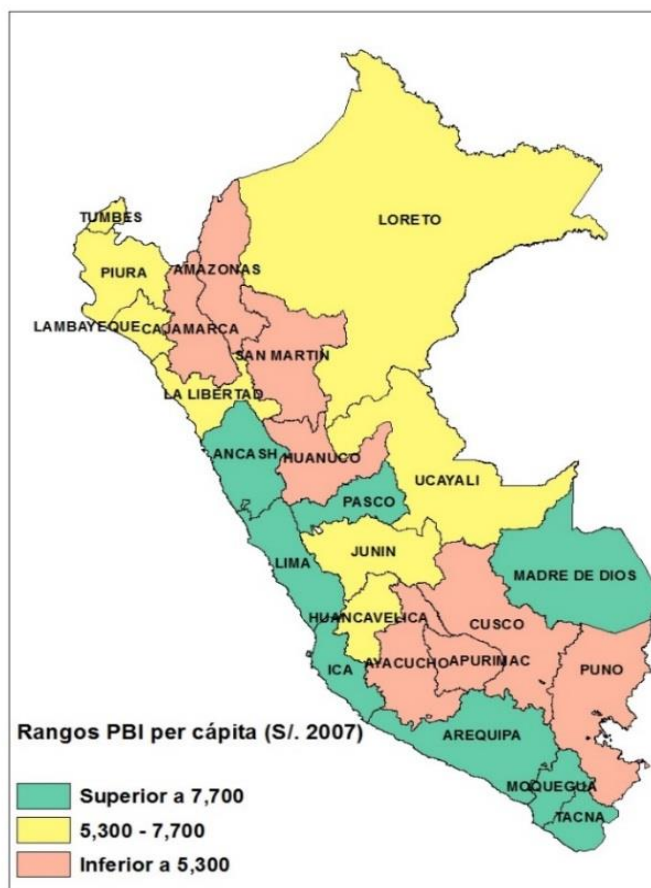 TUMBES
LORETO
PIURA
AMAZONAS
LAMBAYEQUE
CAJAMARCA
SAN MARTIN
LA LIBERTAD
ANCASH
HUANUCO
UCAYALI
PASCO
JUNIN
LIMA
MADRE DE DIOS
HUANCAVELICA
CUSCO
ICA
AYACUCHO
APURIMAC
PUNO
AREQUIPA
MOQUEGUA
TACNA
Rangos PBI per cápita (S/. 2007)
Superior a 7,700
5,300 - 7,700
Inferior a 5,300